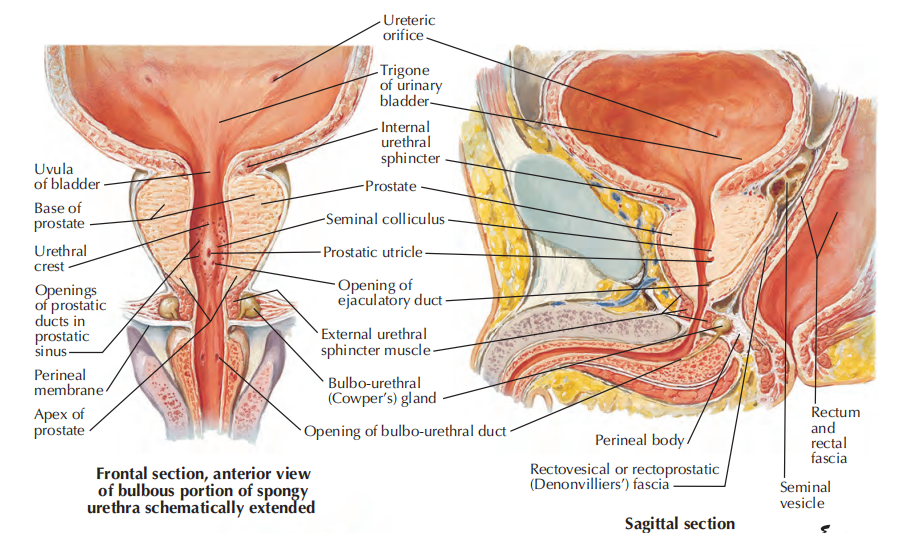 Ureteric
orifice
Trigone
of urinary
bladder
Internal
urethral
sphincter
Uvula
of bladder
Prostate
Base of
prostate
Seminal colliculus
Urethral
crest
Prostatic utricle
Openings
of prostatic
ducts in
prostatic
sinus
Opening of
ejaculatory duct
External urethral
sphincter muscle
Perineal
membrane
Bulbo-urethral
(Cowper's) gland
Apex of
prostate
Opening of bulbo-urethral duct
Perineal body
Rectum
and
rectal
fascia
Rectovesical or rectoprostatic
(Denonvilliers') fascia
Seminal
vesicle
Frontal section, anterior view
of bulbous portion of spongy
urethra schematically extended
Sagittal section